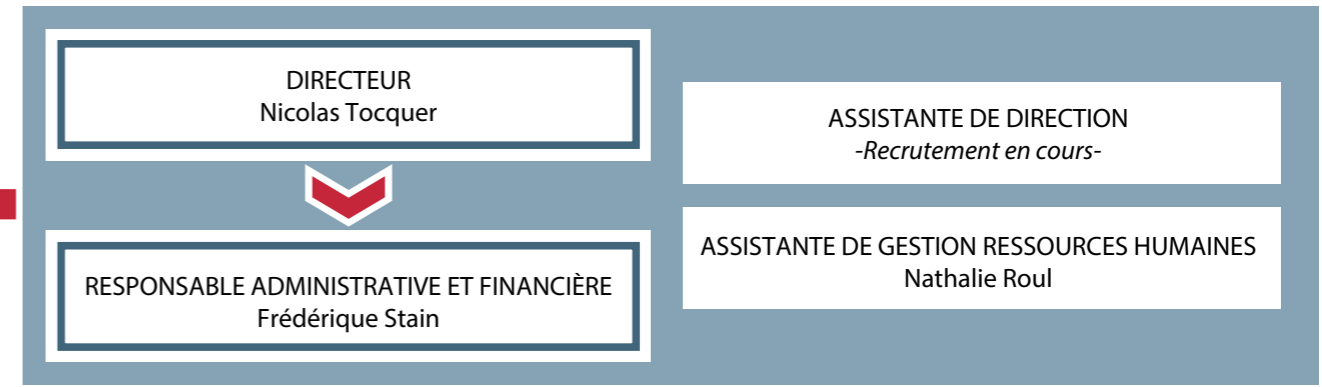 DIRECTEUR
Nicolas Tocquer
RESPONSABLE ADMINISTRATIVE ET FINANCIÈRE
Frédérique Stain
ASSISTANTE DE DIRECTION
-Recrutement en cours-
ASSISTANTE DE GESTION RESSOURCES HUMAINES
Nathalie Roul